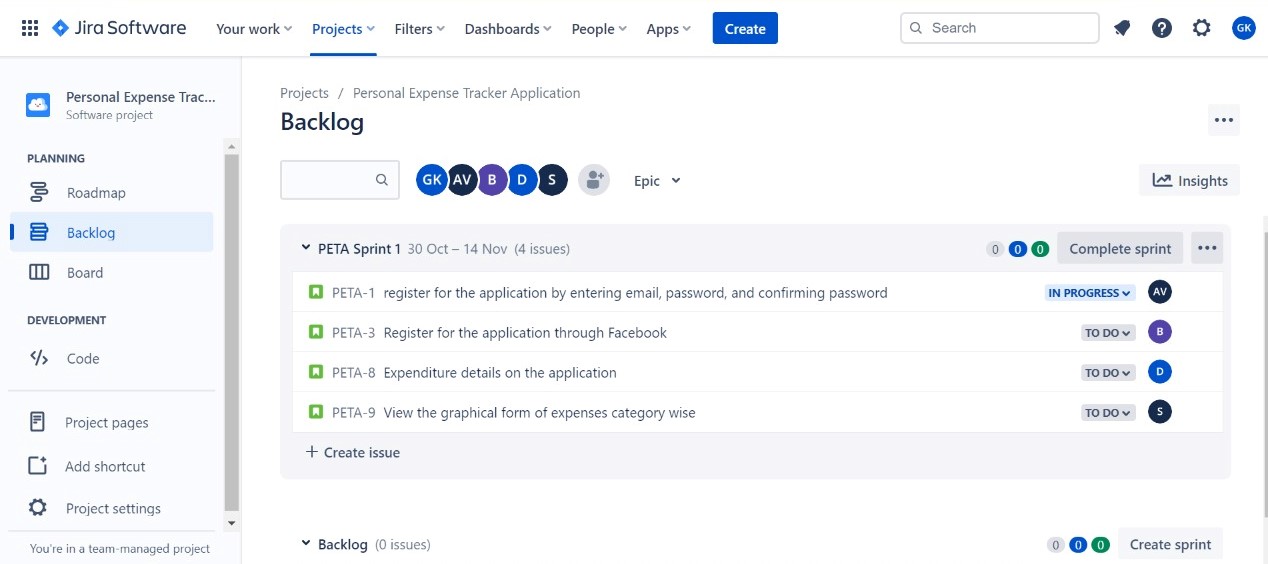 Jira Software Your work Projects Filters Dashboards People Apps Create Search GK
Personal Expense Trac...
Software project
PLANNING
Roadmap
Backlog
Board
DEVELOPMENT
Code
Project pages
Add shortcut
Project settings
You're in a team-managed project
Projects / Personal Expense Tracker Application
Backlog
GK AV B D S Epic Insights
PETA Sprint 1 30 Oct – 14 Nov (4 issues) 0 0 0 Complete sprint
PETA-1 register for the application by entering email, password, and confirming password IN PROGRESS AV
PETA-3 Register for the application through Facebook TO DO B
PETA-8 Expenditure details on the application TO DO D
PETA-9 View the graphical form of expenses category wise TO DO S
+ Create issue
Backlog (0 issues) 0 0 0 Create sprint